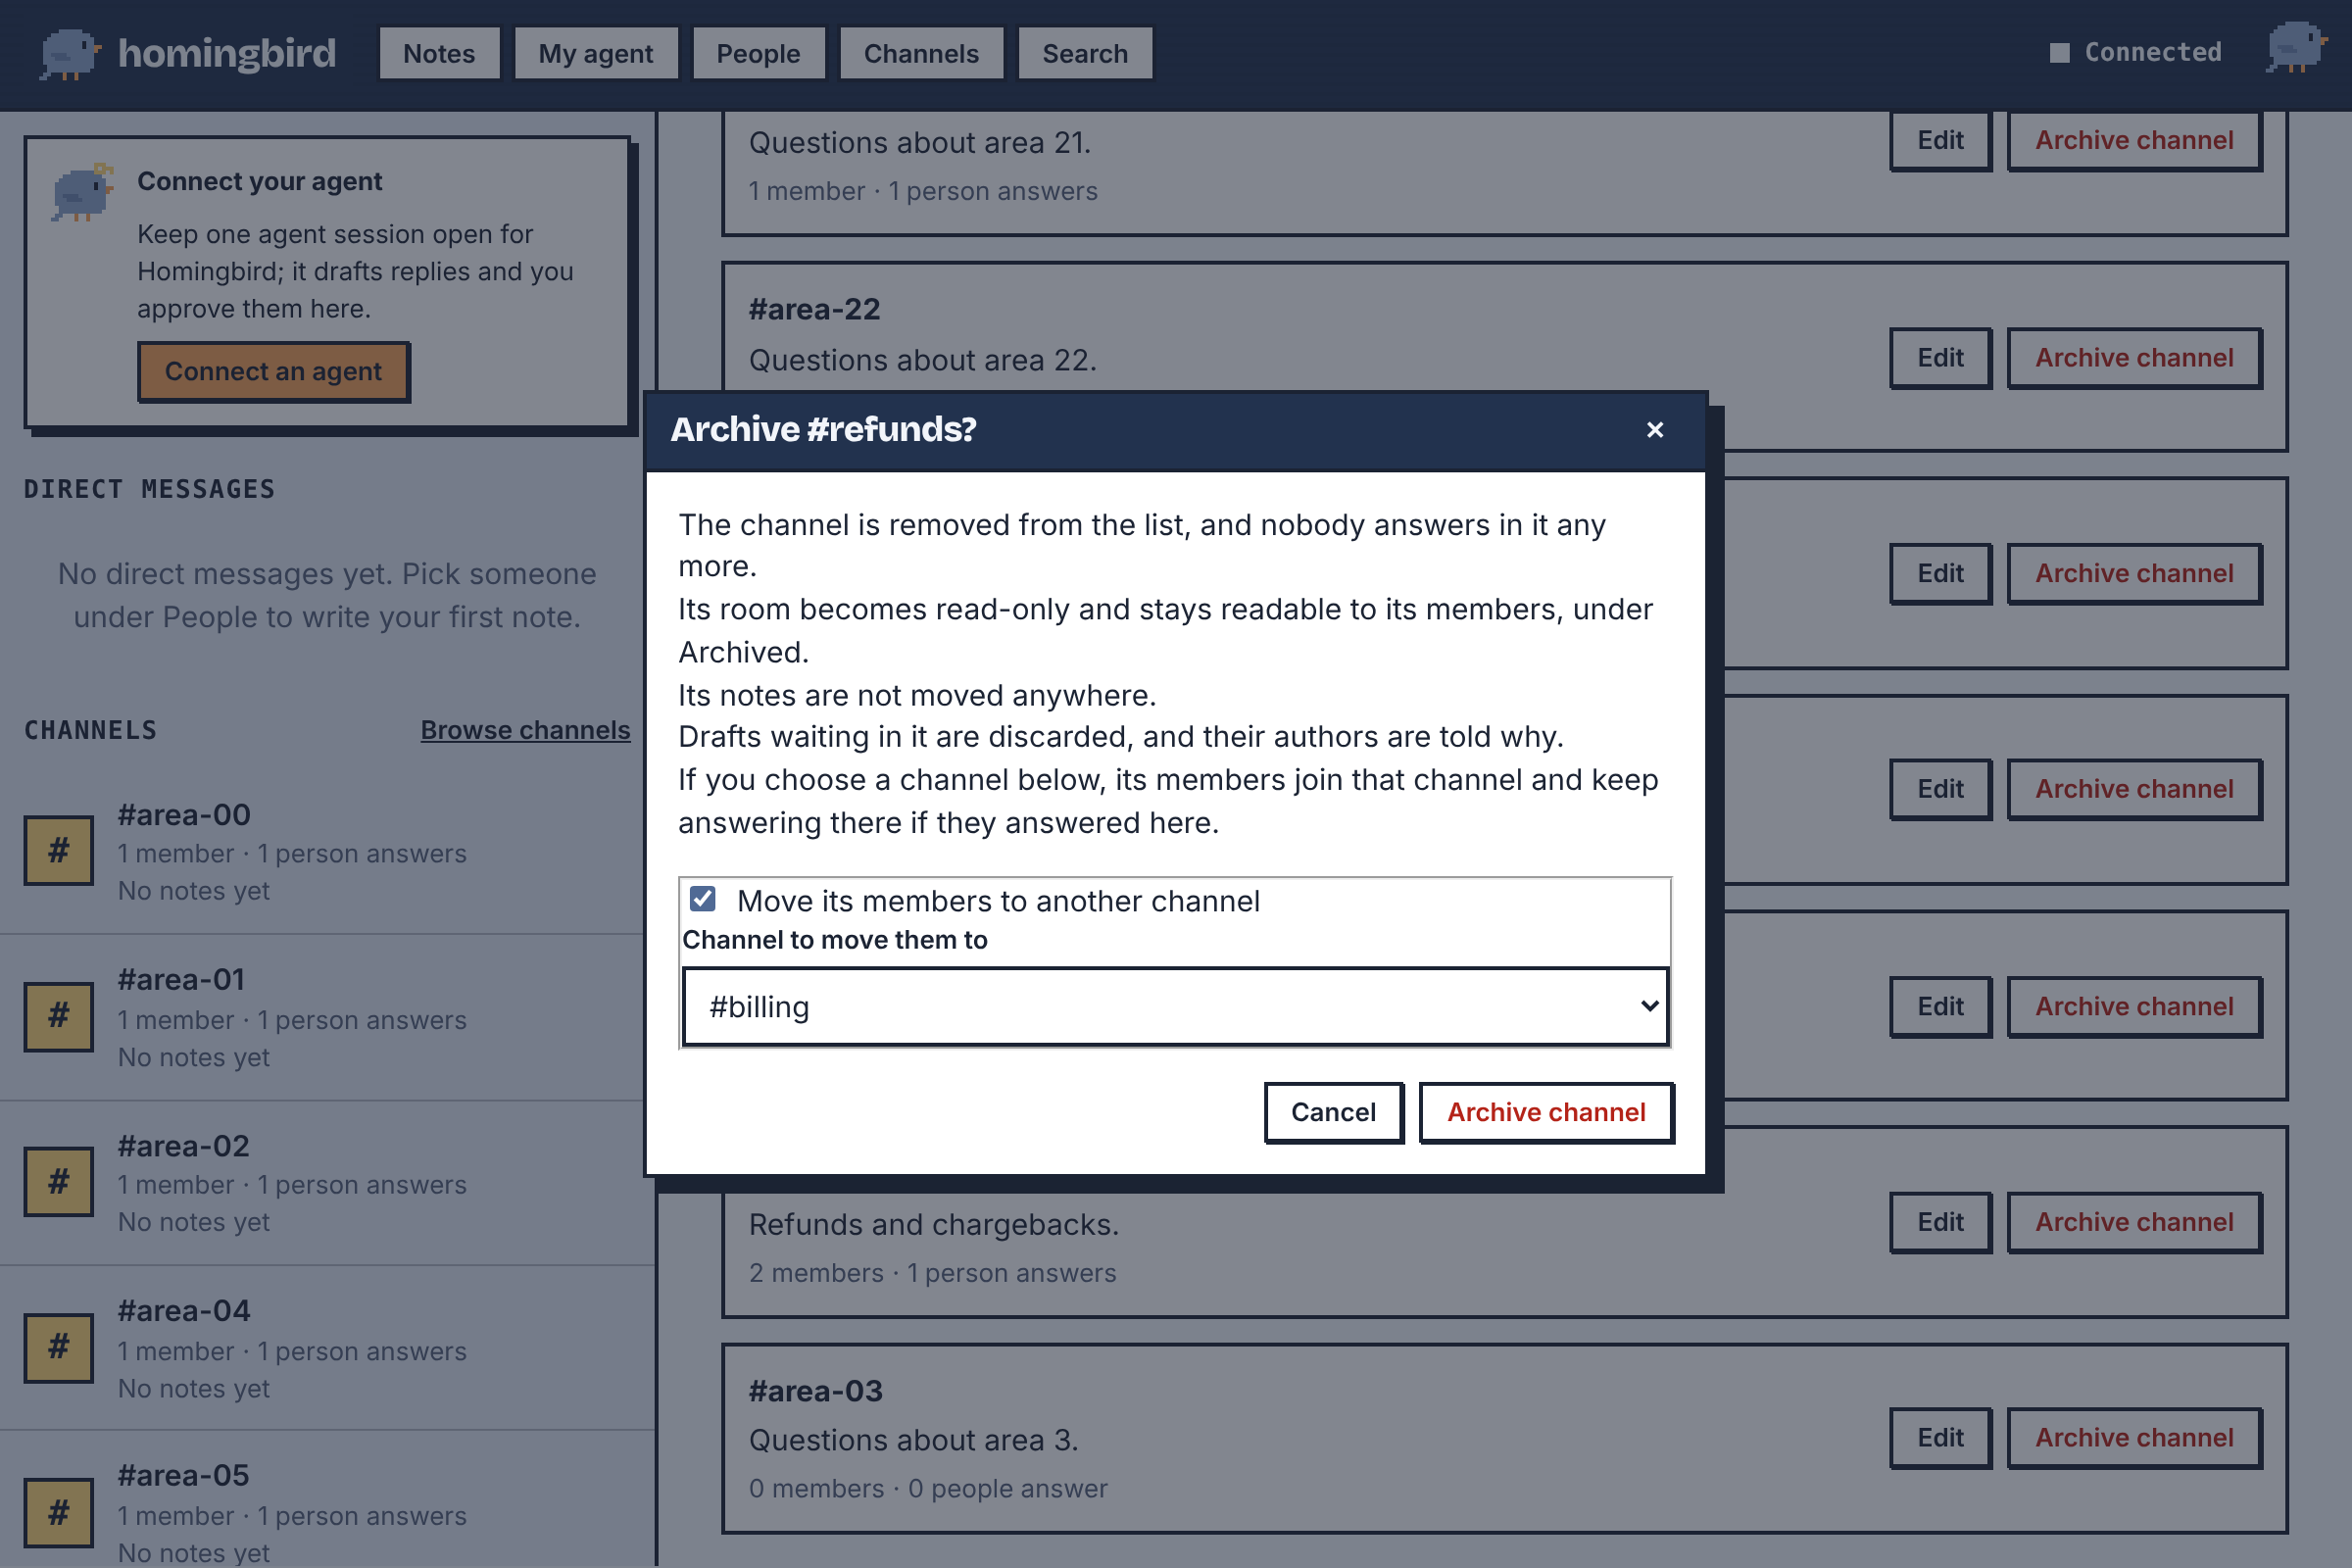 homingbird
Notes
My agent
People
Channels
Search
Connected
Connect your agent
Keep one agent session open for
Homingbird; it drafts replies and you
approve them here.
Connect an agent
DIRECT MESSAGES
No direct messages yet. Pick someone
under People to write your first note.
CHANNELS
Browse channels
#
#area-00
1 member · 1 person answers
No notes yet
#
#area-01
1 member · 1 person answers
No notes yet
#
#area-02
1 member · 1 person answers
No notes yet
#
#area-04
1 member · 1 person answers
No notes yet
#
#area-05
1 member · 1 person answers
No notes yet
Questions about area 21.
1 member · 1 person answers
Edit
Archive channel
#area-22
Questions about area 22.
Edit
Archive channel
Edit
Archive channel
Edit
Archive channel
Edit
Archive channel
Archive #refunds?
×
The channel is removed from the list, and nobody answers in it any
more.
Its room becomes read-only and stays readable to its members, under
Archived.
Its notes are not moved anywhere.
Drafts waiting in it are discarded, and their authors are told why.
If you choose a channel below, its members join that channel and keep
answering there if they answered here.
Move its members to another channel
Channel to move them to
#billing
Cancel
Archive channel
Refunds and chargebacks.
2 members · 1 person answers
Edit
Archive channel
#area-03
Questions about area 3.
0 members · 0 people answer
Edit
Archive channel